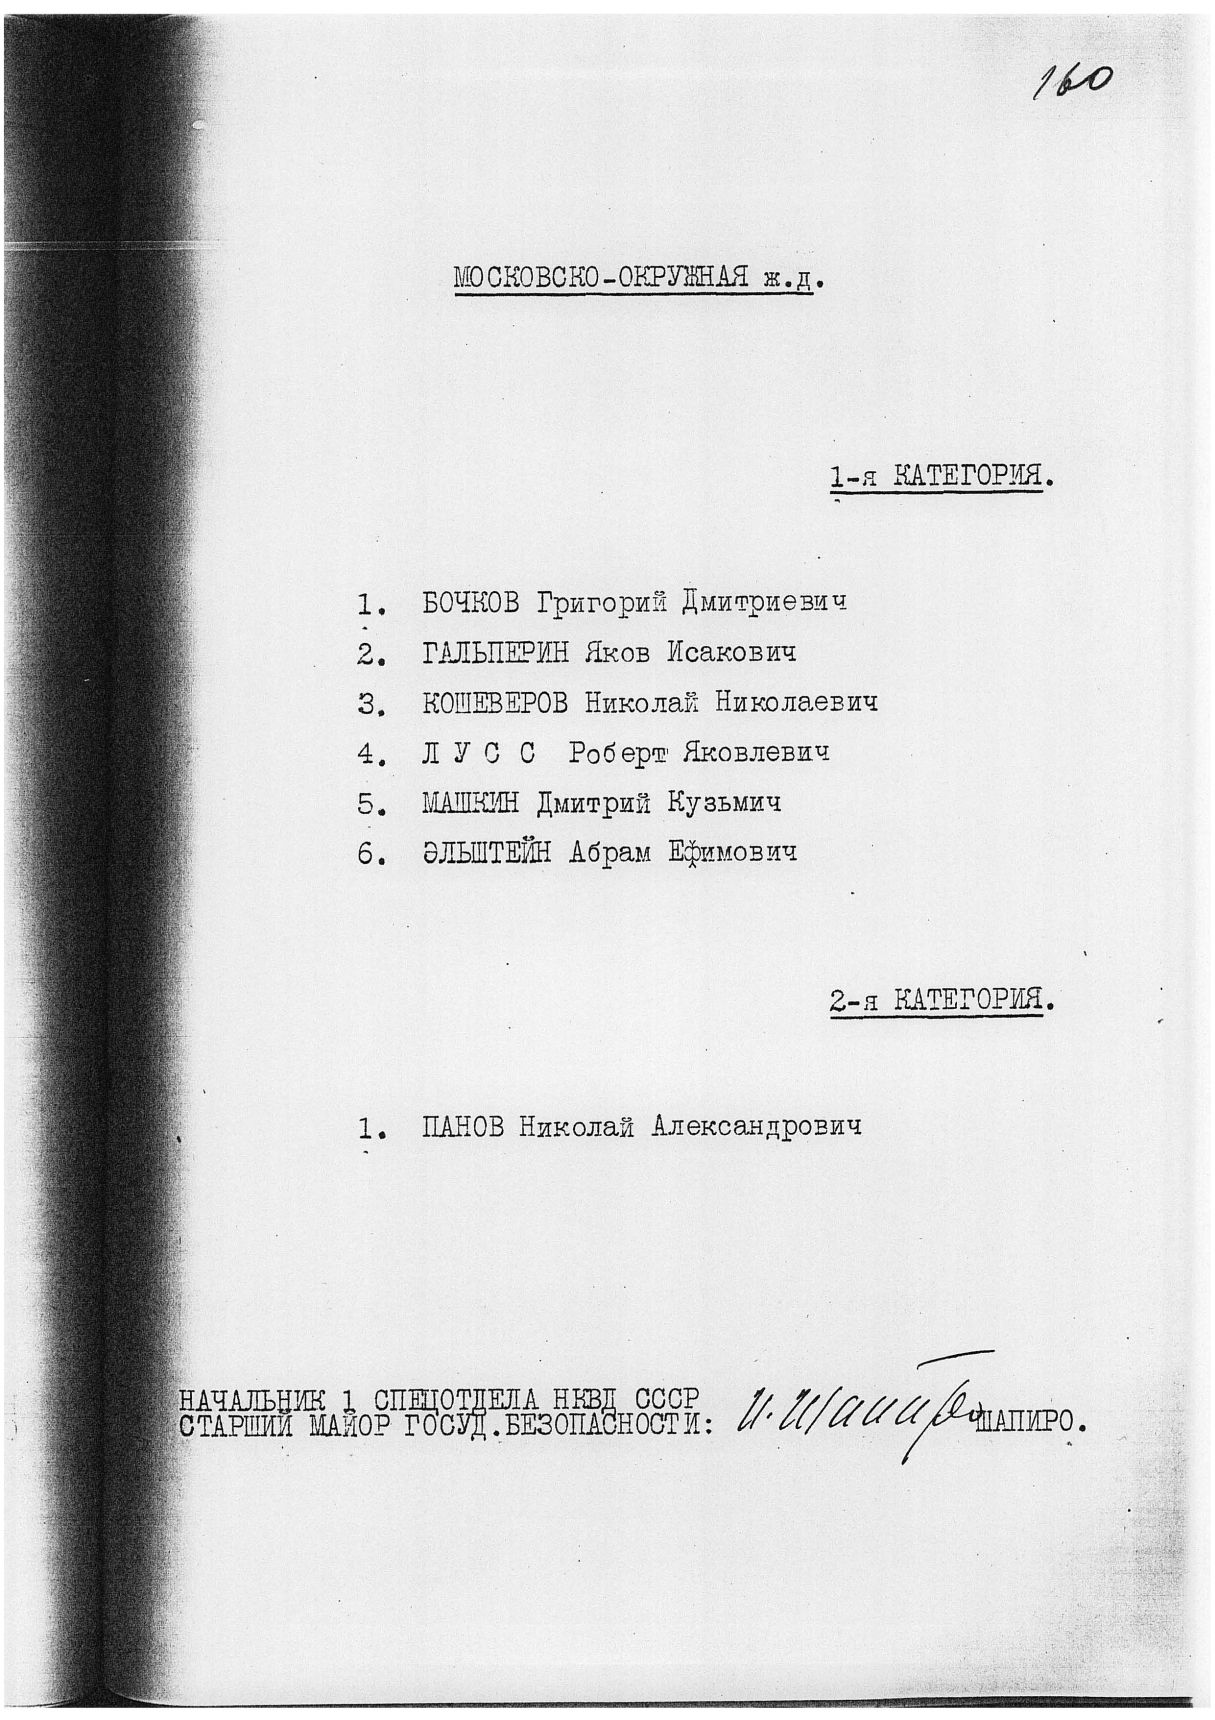 160
МОСКОВСКО-ОКРУЖНАЯ ж.д.
1-я КАТЕГОРИЯ.
1. БОЧКОВ Григорий Дмитриевич
2. ГАЛЬПЕРИН Яков Исакович
3. КОШЕВЕРОВ Николай Николаевич
4. Л У С С Роберт Яковлевич
5. МАШКИН Дмитрий Кузьмич
6. ЭЛЬШТЕЙН Абрам Ефимович
2-я КАТЕГОРИЯ.
1. ПАНОВ Николай Александрович
НАЧАЛЬНИК 1 СПЕЦОТДЕЛА НКВД СССР
СТАРШИЙ МАЙОР ГОСУД.БЕЗОПАСНОСТИ: И. Шапиро ШАПИРО.